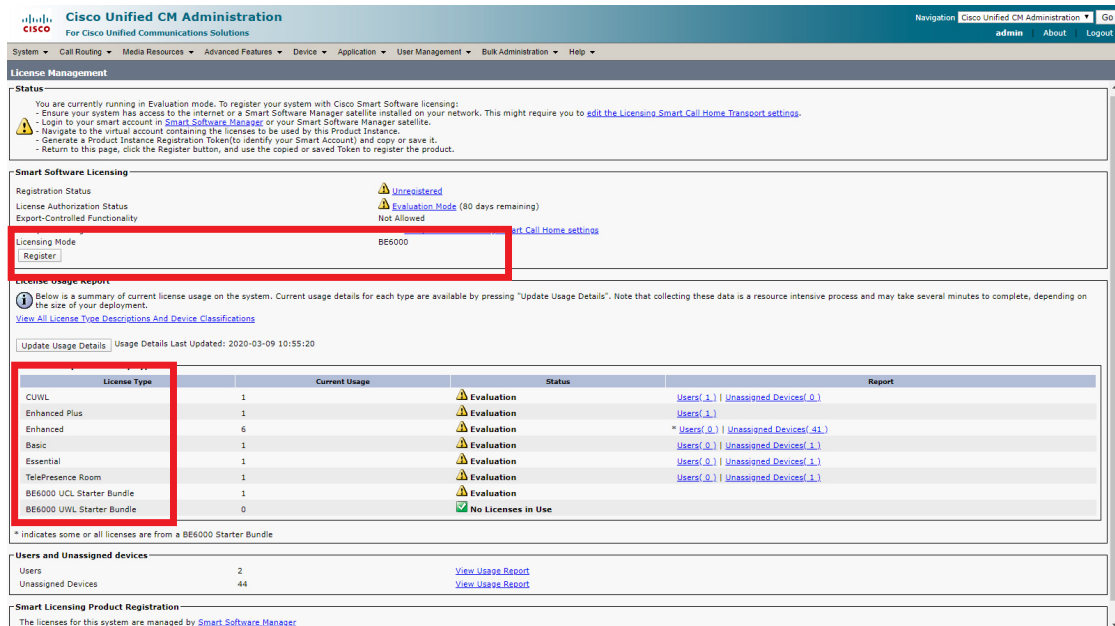 CISCO
Cisco Unified CM Administration
For Cisco Unified Communications Solutions
Navigation Cisco Unified CM Administration Go
admin About Logout
System Call Routing Media Resources Advanced Features Device Application User Management Bulk Administration Help
License Management
Status
You are currently running in Evaluation mode. To register your system with Cisco Smart Software licensing:
- Ensure your system has access to the internet or a Smart Software Manager satellite installed on your network. This might require you to edit the Licensing Smart Call Home Transport settings.
- Login to your smart account in Smart Software Manager or your Smart Software Manager satellite.
- Navigate to the virtual account containing the licenses to be used by this Product Instance.
- Generate a Product Instance Registration Token(to identify your Smart Account) and copy or save it.
- Return to this page, click the Register button, and use the copied or saved Token to register the product.
Smart Software Licensing
Registration Status Unregistered
License Authorization Status Evaluation Mode (80 days remaining)
Export-Controlled Functionality Not Allowed
Call Home settings
Licensing Mode BE6000
Register
License Usage Report
Below is a summary of current license usage on the system. Current usage details for each type are available by pressing "Update Usage Details". Note that collecting these data is a resource intensive process and may take several minutes to complete, depending on
the size of your deployment.
View All License Type Descriptions And Device Classifications
Update Usage Details Usage Details Last Updated: 2020-03-09 10:55:20
License Type Current Usage Status Report
CUWL 1 Evaluation Users( 1 ) | Unassigned Devices( 0 )
Enhanced Plus 1 Evaluation Users( 1 )
Enhanced 6 Evaluation * Users( 0 ) | Unassigned Devices( 41 )
Basic 1 Evaluation Users( 0 ) | Unassigned Devices( 1 )
Essential 1 Evaluation Users( 0 ) | Unassigned Devices( 1 )
TelePresence Room 1 Evaluation Users( 0 ) | Unassigned Devices( 1 )
BE6000 UCL Starter Bundle 1 Evaluation
BE6000 UWL Starter Bundle 0 No Licenses in Use
* indicates some or all licenses are from a BE6000 Starter Bundle
Users and Unassigned devices
Users 2 View Usage Report
Unassigned Devices 44 View Usage Report
Smart Licensing Product Registration
The licenses for this system are managed by Smart Software Manager